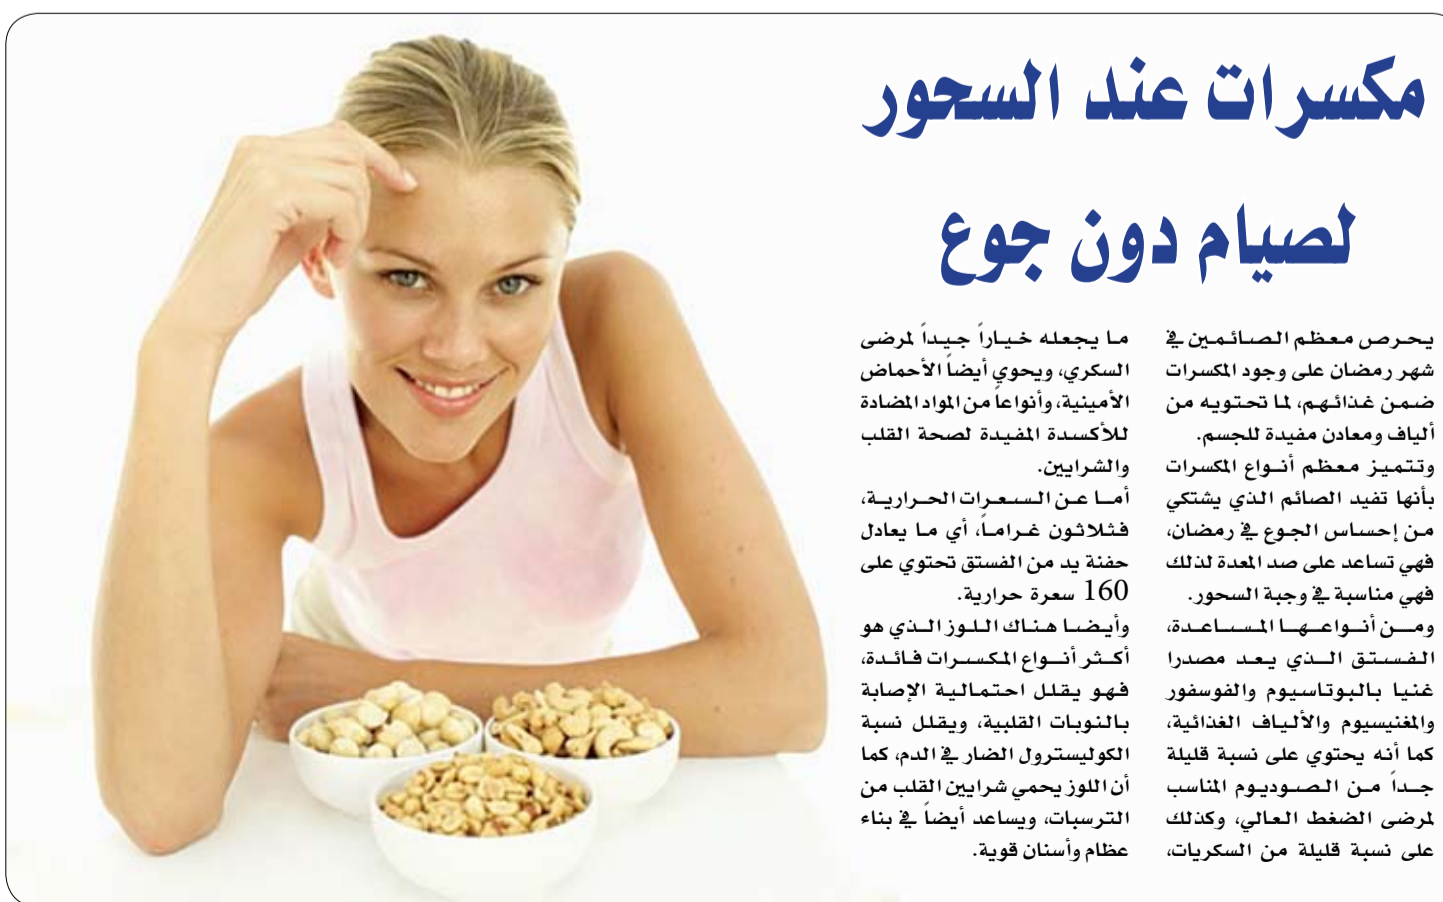 مكسرات عند السحور
لصيام دون جوع
يحرص معظم الصائمين في
شهر رمضان على وجود المكسرات
ضمن غذائهم، لما تحتويه من
ألياف ومعادن مفيدة للجسم.
وتتميز معظم أنواع المكسرات
بأنها تفيد الصائم الذي يشتكي
من إحساس الجوع في رمضان،
فهي تساعد على صد المعدة لذلك
فهي مناسبة في وجبة السحور.
ومن أنواعها المساعدة،
الفستق الذي يعد مصدرا
غنيا بالبوتاسيوم والفوسفور
والمغنيسيوم والألياف الغذائية،
كما أنه يحتوي على نسبة قليلة
جداً من الصوديوم المناسب
لمرضى الضغط العالي، وكذلك
على نسبة قليلة من السكريات،
ما يجعله خياراً جيداً لمرضى
السكري، ويحوي أيضاً الأحماض
الأمينية، وأنواعاً من المواد المضادة
للأكسدة المفيدة لصحة القلب
والشرايين.
أما عن السعرات الحرارية،
فثلاثون غراماً، أي ما يعادل
حفنة يد من الفستق تحتوي على
160 سعرة حرارية.
وأيضا هناك اللوز الذي هو
أكثر أنواع المكسرات فائدة،
فهو يقلل احتمالية الإصابة
بالنوبات القلبية، ويقلل نسبة
الكوليسترول الضار في الدم، كما
أن اللوز يحمي شرايين القلب من
الترسبات، ويساعد أيضاً في بناء
عظام وأسنان قوية.